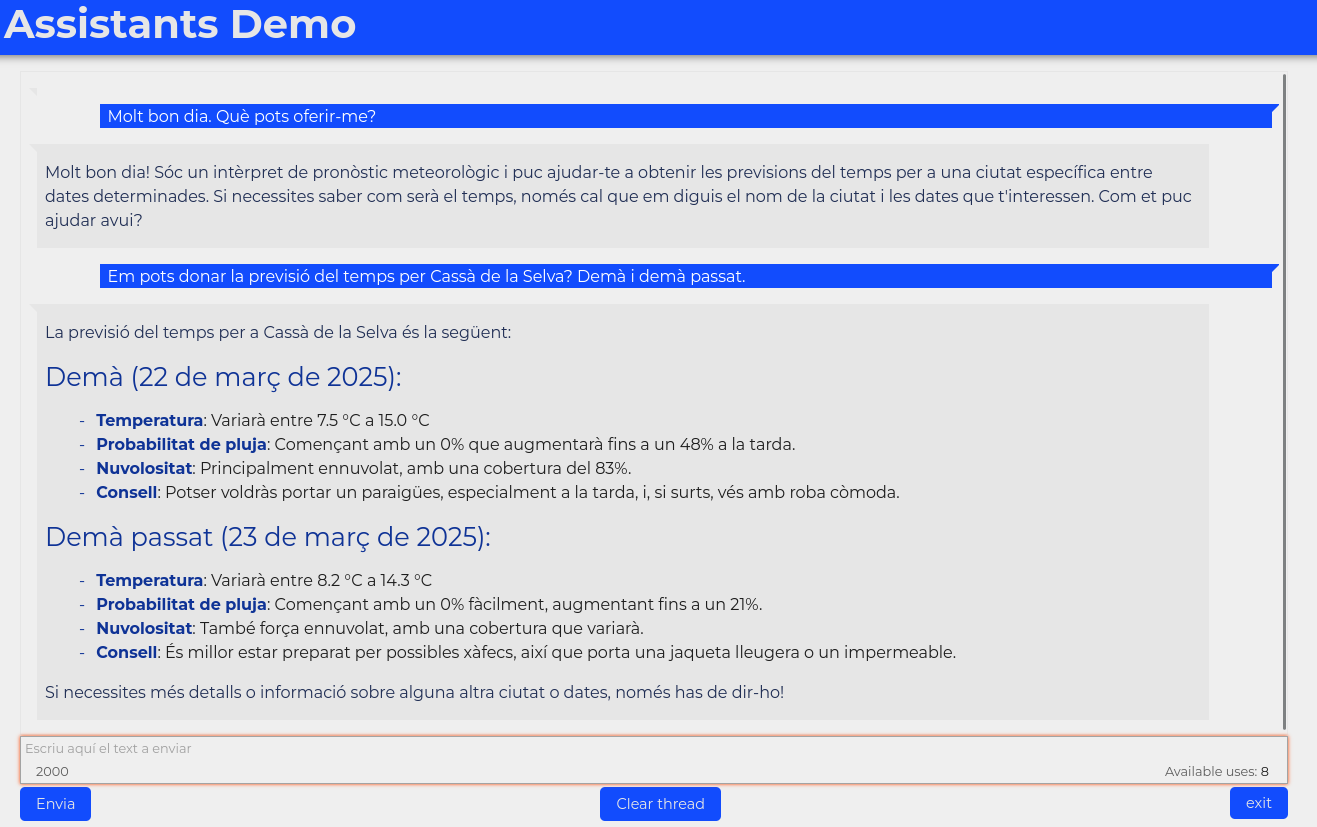 Assistants Demo
Molt bon dia. Què pots oferir-me?
Molt bon dia! Sóc un intèrpret de pronòstic meteorològic i puc ajudar-te a obtenir les previsions del temps per a una ciutat específica entre
dates determinades. Si necessites saber com serà el temps, només cal que em diguis el nom de la ciutat i les dates que t'interessen. Com et puc
ajudar avui?
Em pots donar la previsió del temps per Cassà de la Selva? Demà i demà passat.
La previsió del temps per a Cassà de la Selva és la següent:
Demà (22 de març de 2025):
- Temperatura: Variarà entre 7.5 °C a 15.0 °C
- Probabilitat de pluja: Començant amb un 0% que augmentarà fins a un 48% a la tarda.
- Nuvolositat: Principalment ennuvolat, amb una cobertura del 83%.
- Consell: Potser voldràs portar un paraigües, especialment a la tarda, i, si surts, vés amb roba còmoda.
Demà passat (23 de març de 2025):
- Temperatura: Variarà entre 8.2 °C a 14.3 °C
- Probabilitat de pluja: Començant amb un 0% fàcilment, augmentant fins a un 21%.
- Nuvolositat: També força ennuvolat, amb una cobertura que variarà.
- Consell: És millor estar preparat per possibles xàfecs, així que porta una jaqueta lleugera o un impermeable.
Si necessites més detalls o informació sobre alguna altra ciutat o dates, només has de dir-ho!
Escriu aquí el text a enviar
2000 Available uses: 8
Envia Clear thread exit